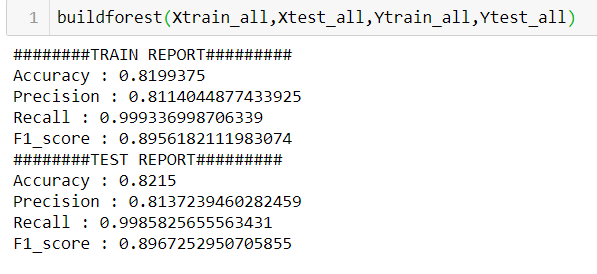 1 buildforest(Xtrain_all,Xtest_all,Ytrain_all,Ytest_all)
########TRAIN REPORT#########
Accuracy : 0.8199375
Precision : 0.8114044877433925
Recall : 0.999336998706339
F1_score : 0.8956182111983074
########TEST REPORT#########
Accuracy : 0.8215
Precision : 0.8137239460282459
Recall : 0.9985825655563431
F1_score : 0.8967252950705855